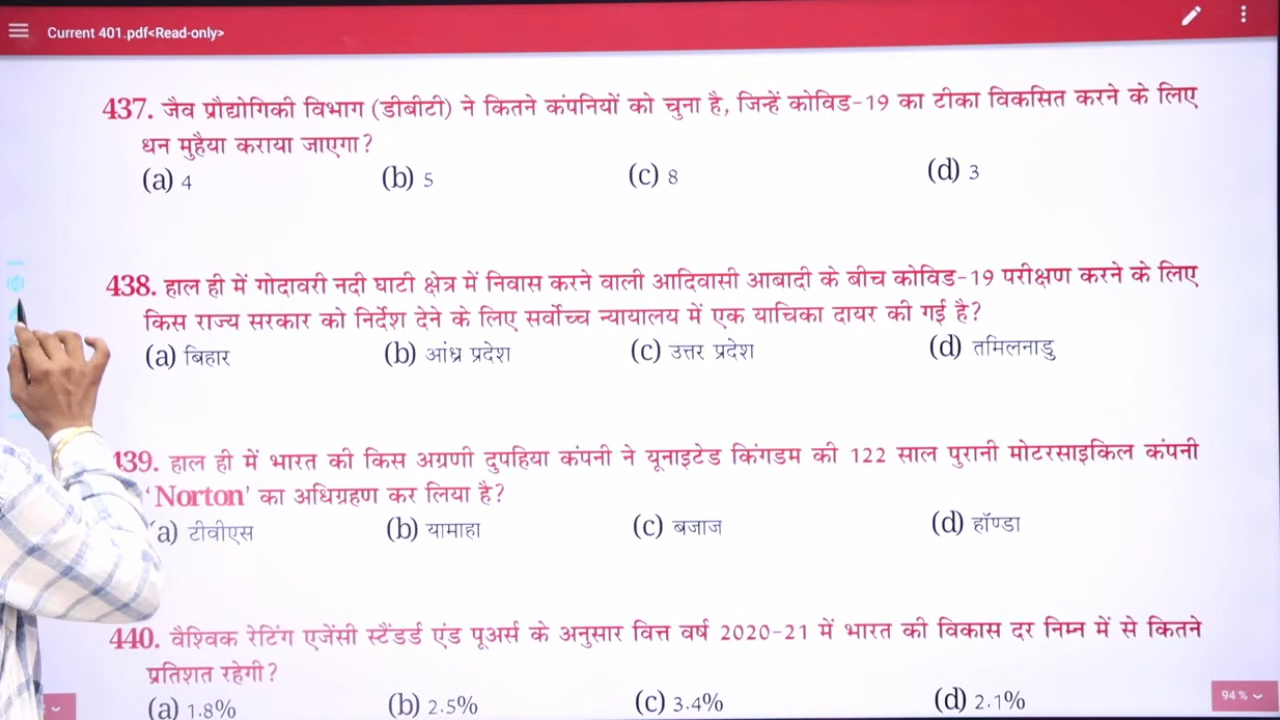 Current 401.pdf<Read-only>
437. जैव प्रौद्योगिकी विभाग (डीबीटी) ने कितने कंपनियों को चुना है, जिन्हें कोविड-19 का टीका विकसित करने के लिए
धन मुहैया कराया जाएगा?
(a) 4 (b) 5 (c) 8 (d) 3
438. हाल ही में गोदावरी नदी घाटी क्षेत्र में निवास करने वाली आदिवासी आबादी के बीच कोविड-19 परीक्षण करने के लिए
किस राज्य सरकार को निर्देश देने के लिए सर्वोच्च न्यायालय में एक याचिका दायर की गई है?
(a) बिहार (b) आंध्र प्रदेश (c) उत्तर प्रदेश (d) तमिलनाडु
439. हाल ही में भारत की किस अग्रणी दुपहिया कंपनी ने यूनाइटेड किंगडम की 122 साल पुरानी मोटरसाइकिल कंपनी
'Norton' का अधिग्रहण कर लिया है?
(a) टीवीएस (b) यामाहा (c) बजाज (d) हॉण्डा
440. वैश्विक रेटिंग एजेंसी स्टैंडर्ड एंड पूअर्स के अनुसार वित्त वर्ष 2020-21 में भारत की विकास दर निम्न में से कितने
प्रतिशत रहेगी?
(a) 1.8% (b) 2.5% (c) 3.4% (d) 2.1%
94%